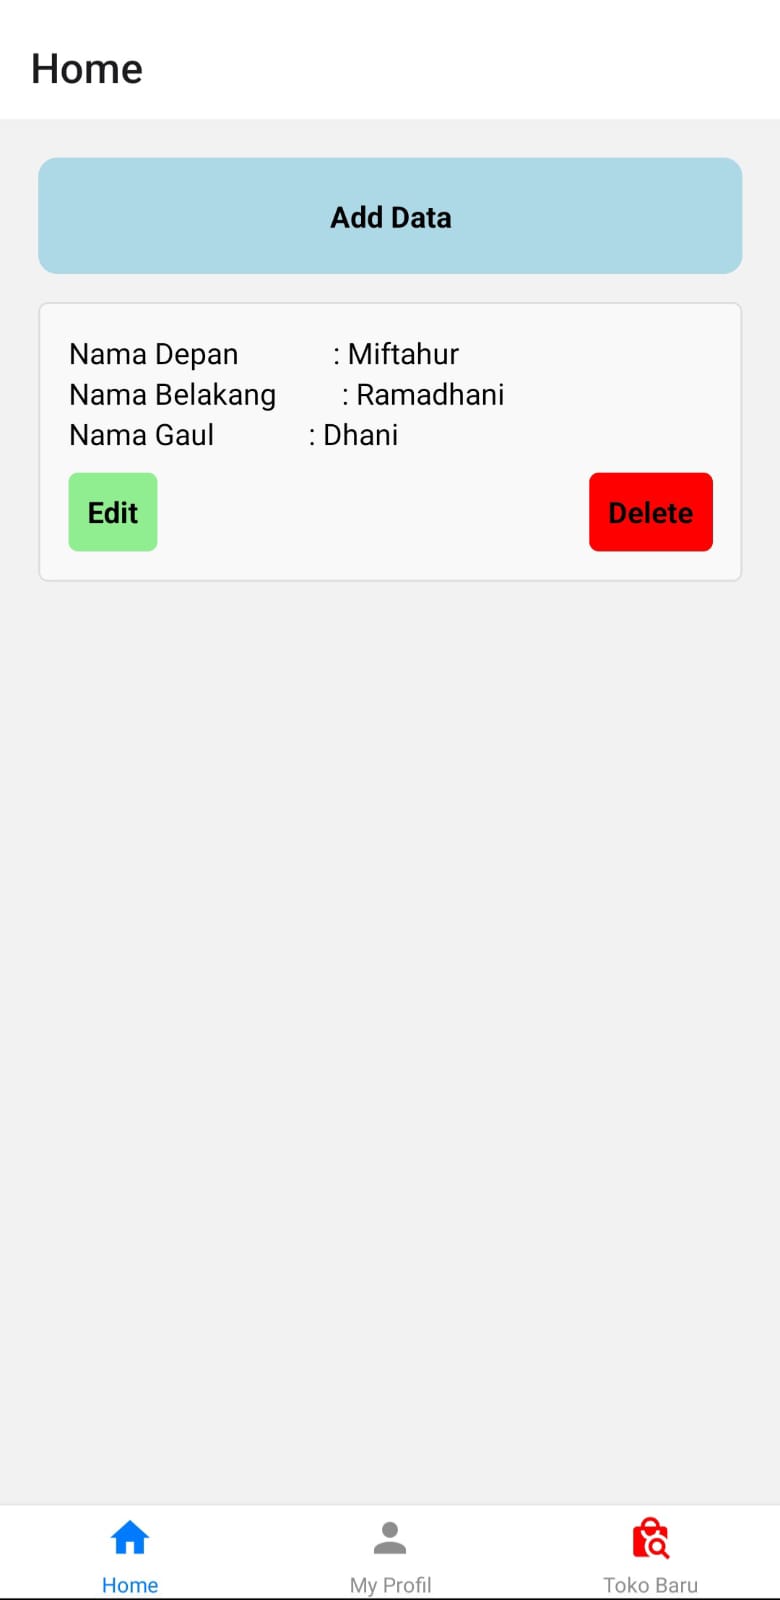 Home
Add Data
Nama Depan : Miftahur
Nama Belakang : Ramadhani
Nama Gaul : Dhani
Edit Delete
Home My Profil Toko Baru